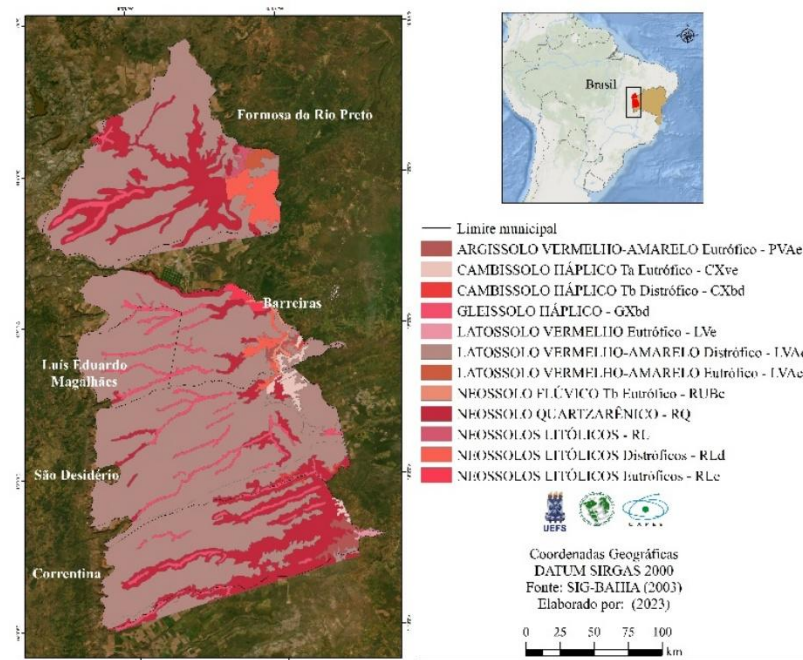 Formosa do Rio Preto
Barreiras
Luís Eduardo
Magalhães
São Desidério
Correntina
Brasil
Limite municipal
ARGISSOLO VERMELHO-AMARELO Eutrófico - PVAe
CAMBISSOLO HÁPLICO Ta Eutrófico - CXve
CAMBISSOLO HÁPLICO Tb Distrófico - CXbd
GLEISSOLO HÁPLICO - GXbd
LATOSSOLO VERMELHO Eutrófico - LVe
LATOSSOLO VERMELHO-AMARELO Distrófico - LVAd
LATOSSOLO VERMELHO-AMARELO Eutrófico - LVAe
NEOSSOLO FLÚVICO Tb Eutrófico - RUBe
NEOSSOLO QUARTZARÊNICO - RQ
NEOSSOLOS LITÓLICOS - RL
NEOSSOLOS LITÓLICOS Distróficos - RLd
NEOSSOLOS LITÓLICOS Eutróficos - RLe
UEFS
CAPES
Coordenadas Geográficas
DATUM SIRGAS 2000
Fonte: SIG-BAHIA (2003)
Elaborado por: (2023)
0 25 50 75 100
km